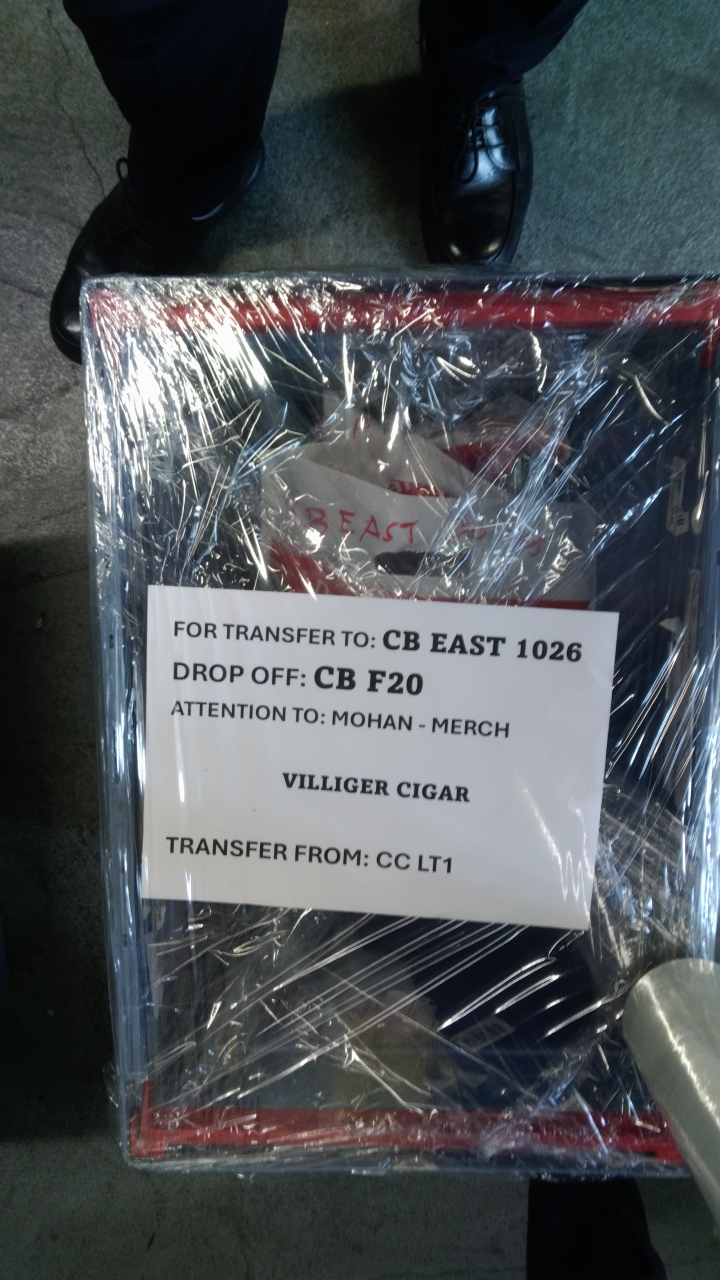 BEAST
FOR TRANSFER TO: CB EAST 1026
DROP OFF: CB F20
ATTENTION TO: MOHAN - MERCH
VILLIGER CIGAR
TRANSFER FROM: CC LT1